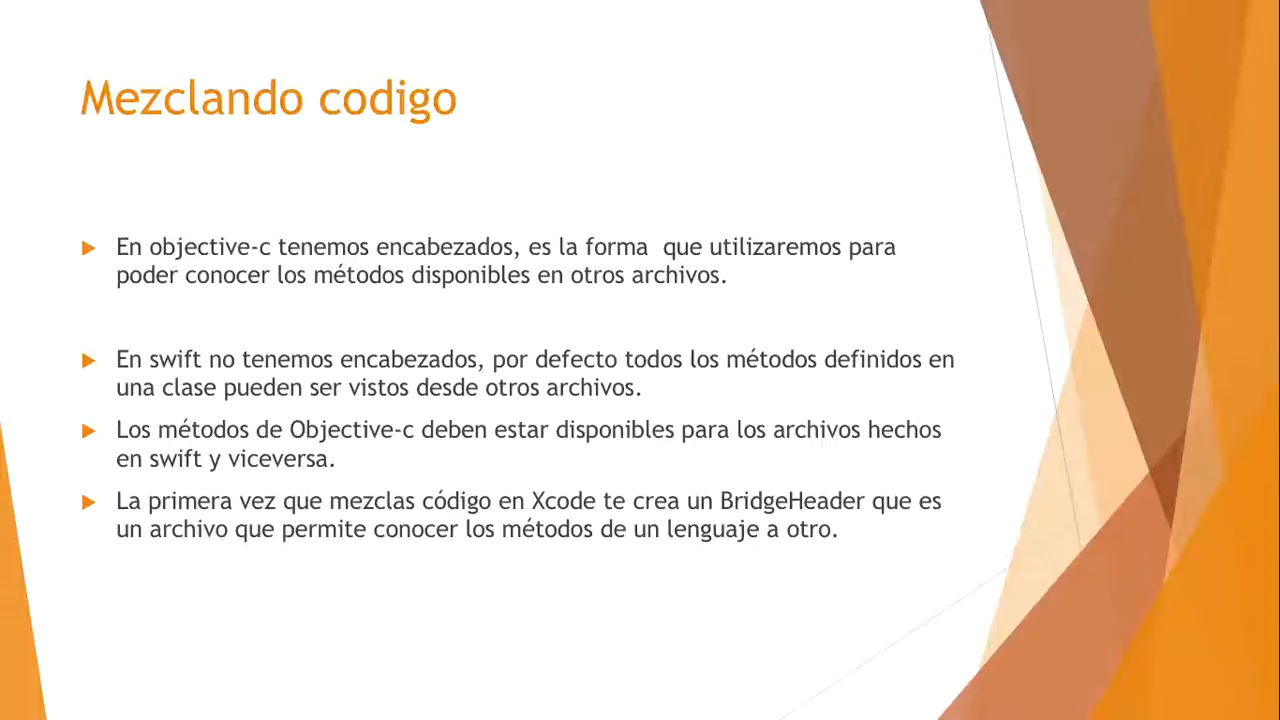 Mezclando codigo
En objective-c tenemos encabezados, es la forma  que utilizaremos para
poder conocer los métodos disponibles en otros archivos.
En swift no tenemos encabezados, por defecto todos los métodos definidos en
una clase pueden ser vistos desde otros archivos.
Los métodos de Objective-c deben estar disponibles para los archivos hechos
en swift y viceversa.
La primera vez que mezclas código en Xcode te crea un BridgeHeader que es
un archivo que permite conocer los métodos de un lenguaje a otro.